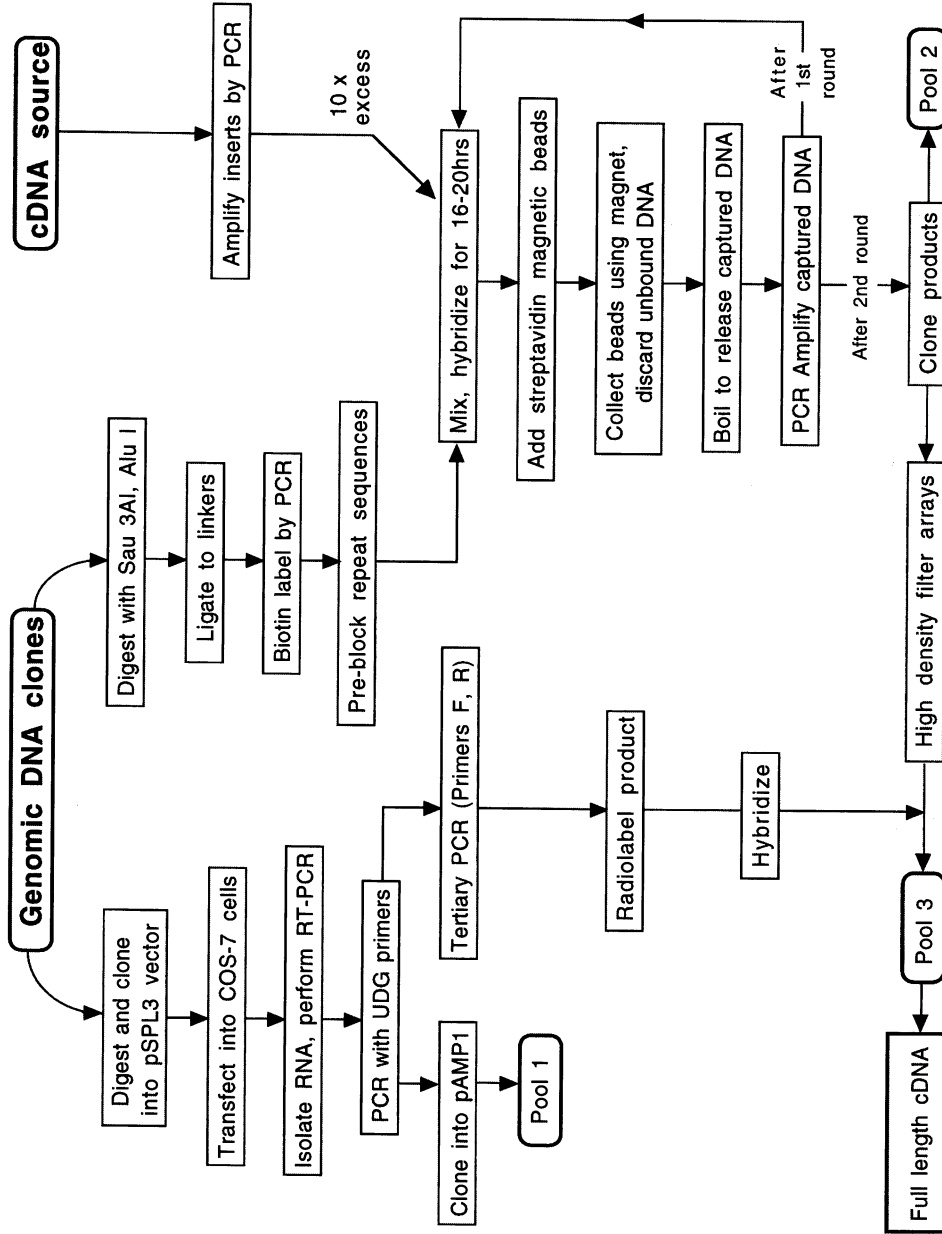 Genomic DNA clones
cDNA source
Digest and clone
into pSPL3 vector
Transfect into COS-7 cells
Isolate RNA, perform RT-PCR
PCR with UDG primers
Clone into pAMP1
Pool 1
Tertiary PCR (Primers F, R)
Radiolabel product
Hybridize
Digest with Sau 3AI, Alu I
Ligate to linkers
Biotin label by PCR
Pre-block repeat sequences
Amplify inserts by PCR
10 x
excess
Mix, hybridize for 16-20hrs
Add streptavidin magnetic beads
Collect beads using magnet,
discard unbound DNA
Boil to release captured DNA
PCR Amplify captured DNA
After
1st
round
After 2nd round
Full length cDNA
Pool 3
High density filter arrays
Clone products
Pool 2